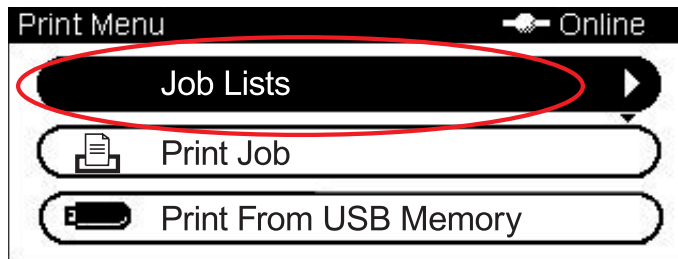 Print Menu Online
Job Lists
Print Job
Print From USB Memory